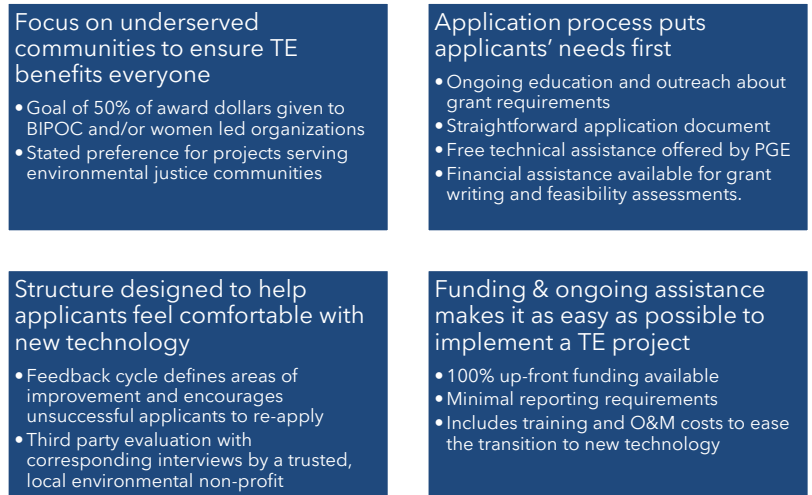 Focus on underserved
communities to ensure TE
benefits everyone
• Goal of 50% of award dollars given to
BIPOC and/or women led organizations
• Stated preference for projects serving
environmental justice communities
Application process puts
applicants’ needs first
• Ongoing education and outreach about
grant requirements
• Straightforward application document
• Free technical assistance offered by PGE
• Financial assistance available for grant
writing and feasibility assessments.
Structure designed to help
applicants feel comfortable with
new technology
• Feedback cycle defines areas of
improvement and encourages
unsuccessful applicants to re-apply
• Third party evaluation with
corresponding interviews by a trusted,
local environmental non-profit
Funding & ongoing assistance
makes it as easy as possible to
implement a TE project
• 100% up-front funding available
• Minimal reporting requirements
• Includes training and O&M costs to ease
the transition to new technology